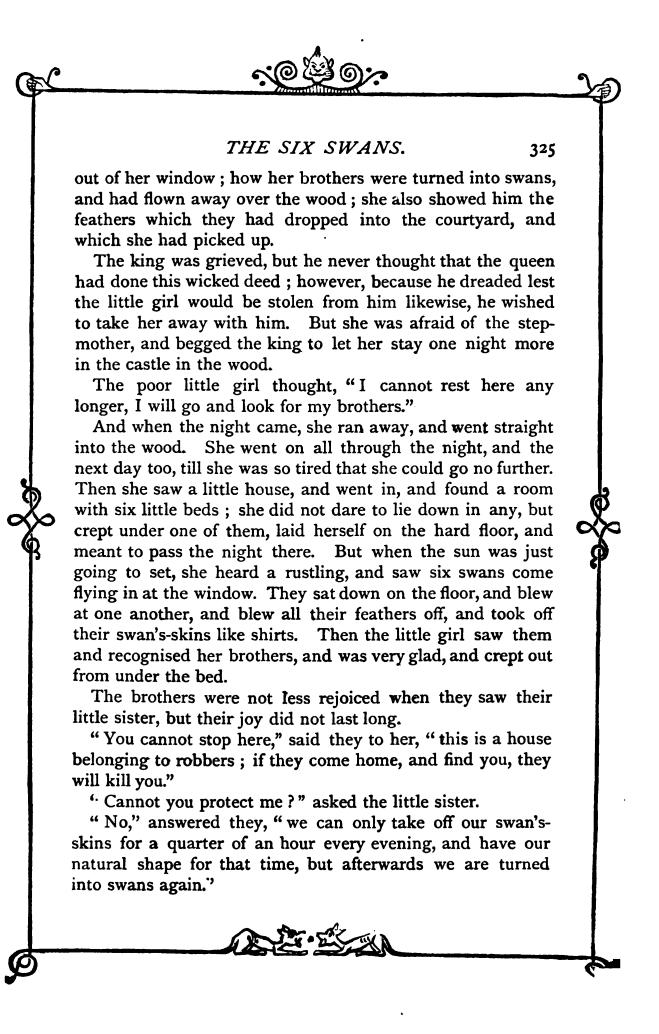 THE SIX SWANS. 325
out of her window ; how her brothers were turned into swans,
and had flown away over the wood ; she also showed him the
feathers which they had dropped into the courtyard, and
which she had picked up.
The king was grieved, but he never thought that the queen
had done this wicked deed ; however, because he dreaded lest
the little girl would be stolen from him likewise, he wished
to take her away with him. But she was afraid of the step-
mother, and begged the king to let her stay one night more
in the castle in the wood.
The poor little girl thought, “ I cannot rest here any
longer, I will go and look for my brothers.”
And when the night came, she ran away, and went straight
into the wood. She went on all through the night, and the
next day too, till she was so tired that she could go no further.
Then she saw a little house, and went in, and found a room
with six little beds ; she did not dare to lie down in any, but
crept under one of them, laid herself on the hard floor, and
meant to pass the night there. But when the sun was just
going to set, she heard a rustling, and saw six swans come
flying in at the window. They sat down on the floor, and blew
at one another, and blew all their feathers off, and took off
their swan’s-skins like shirts. Then the little girl saw them
and recognised her brothers, and was very glad, and crept out
from under the bed.
The brothers were not less rejoiced when they saw their
little sister, but their joy did not last long.
“ You cannot stop here,” said they to her, “ this is a house
belonging to robbers ; if they come home, and find you, they
will kill you.”
“ Cannot you protect me ? ” asked the little sister.
“ No,” answered they, “ we can only take off our swan’s-
skins for a quarter of an hour every evening, and have our
natural shape for that time, but afterwards we are turned
into swans again.”